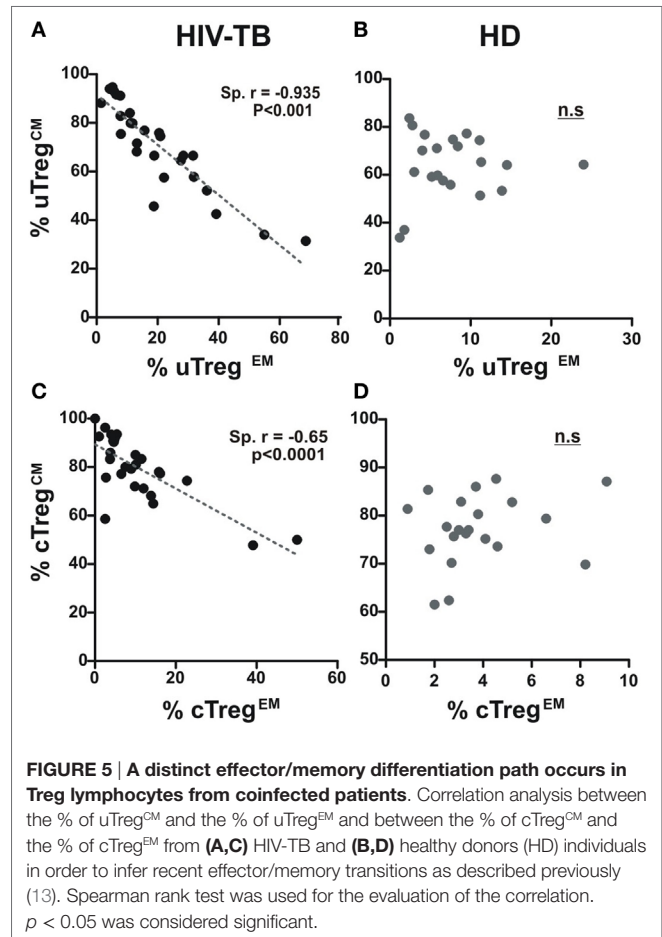 A
HIV-TB
Sp. r = -0.935
P<0.001
% uTreg^CM
100
80
60
40
20
0
0 20 40 60 80
% uTreg ^EM
B
HD
n.s
100
80
60
40
20
0
0 10 20 30
% uTreg ^EM
C
Sp. r = -0.65
p<0.0001
% cTreg^CM
100
80
60
40
20
0
0 20 40 60
% cTreg^EM
D
n.s
100
90
80
70
60
50
0 2 4 6 8 10
% cTreg^EM
FIGURE 5 | A distinct effector/memory differentiation path occurs in
Treg lymphocytes from coinfected patients. Correlation analysis between
the % of uTreg^CM and the % of uTreg^EM and between the % of cTreg^CM and
the % of cTreg^EM from (A,C) HIV-TB and (B,D) healthy donors (HD) individuals
in order to infer recent effector/memory transitions as described previously
(13). Spearman rank test was used for the evaluation of the correlation.
p < 0.05 was considered significant.